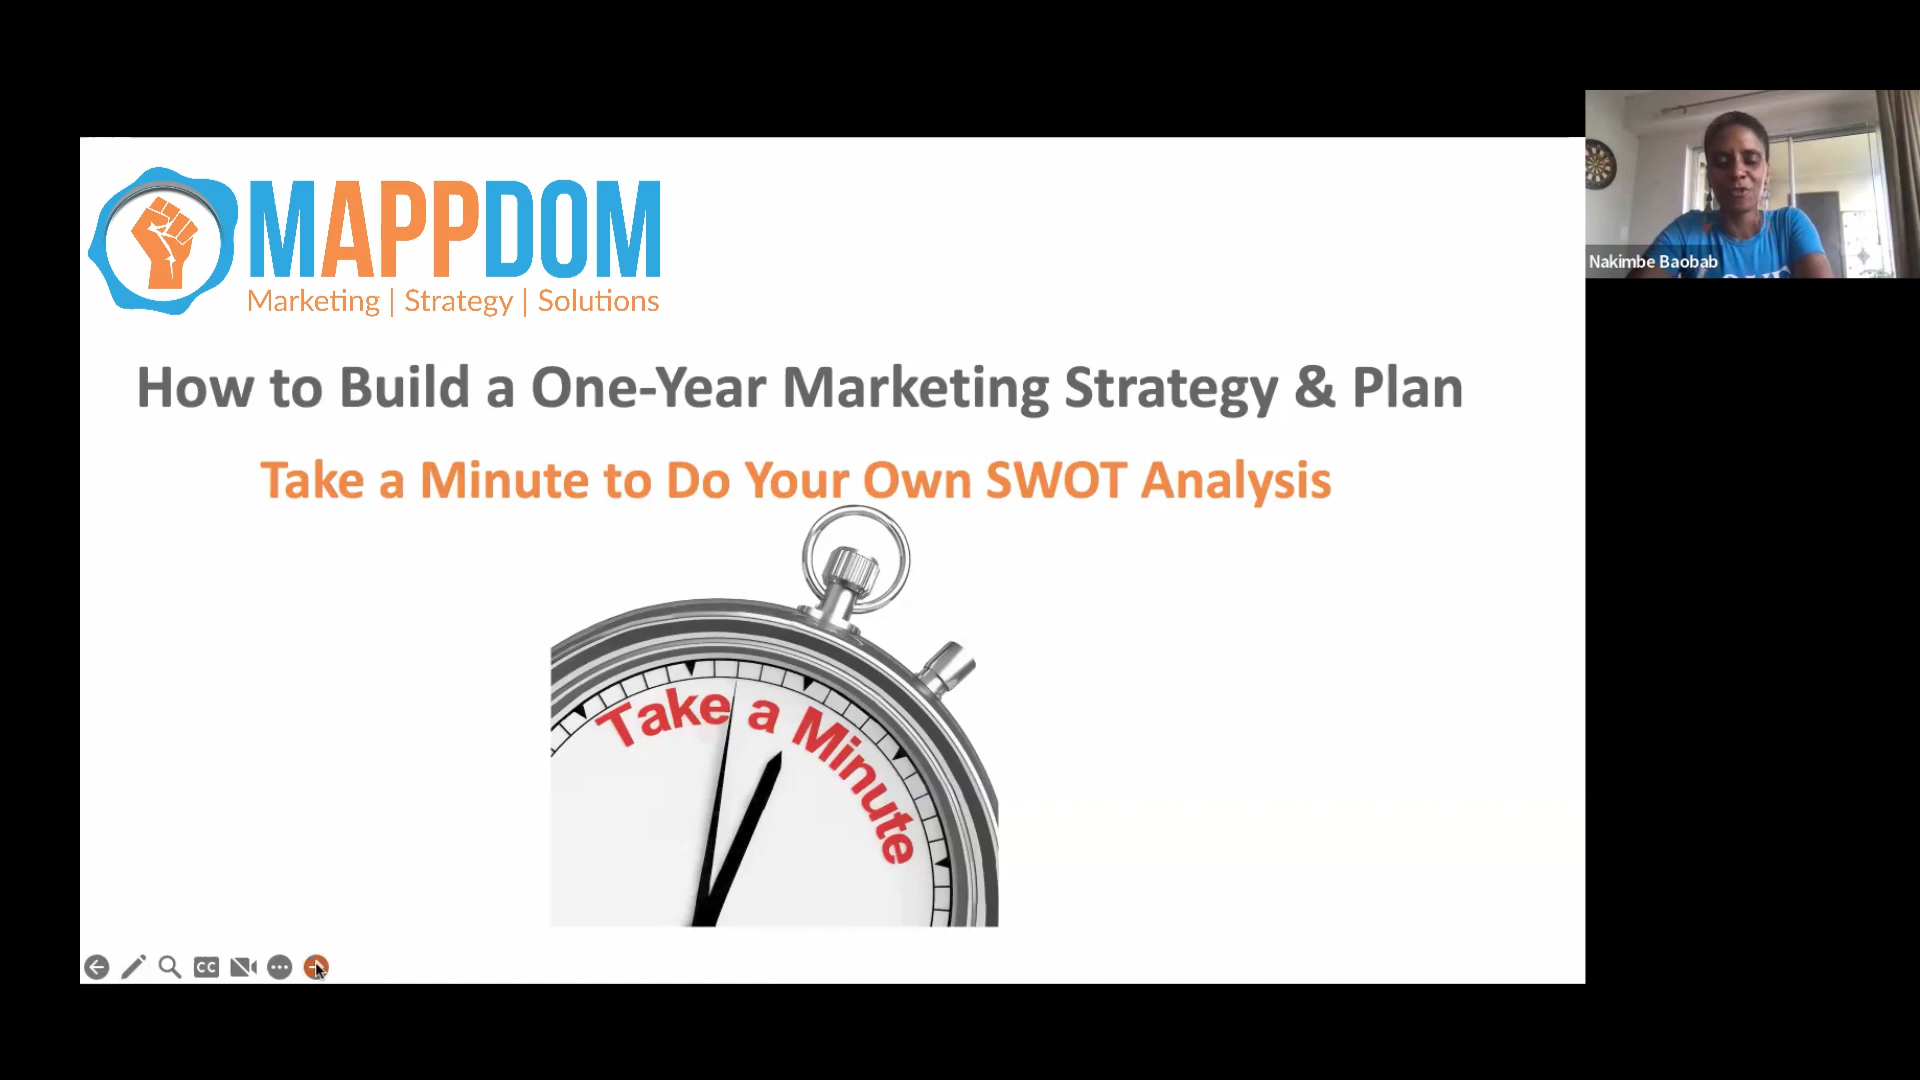 MAPPDOM
Marketing | Strategy | Solutions
How to Build a One-Year Marketing Strategy & Plan
Take a Minute to Do Your Own SWOT Analysis
Take a Minute
CC
Nakimbe Baobab